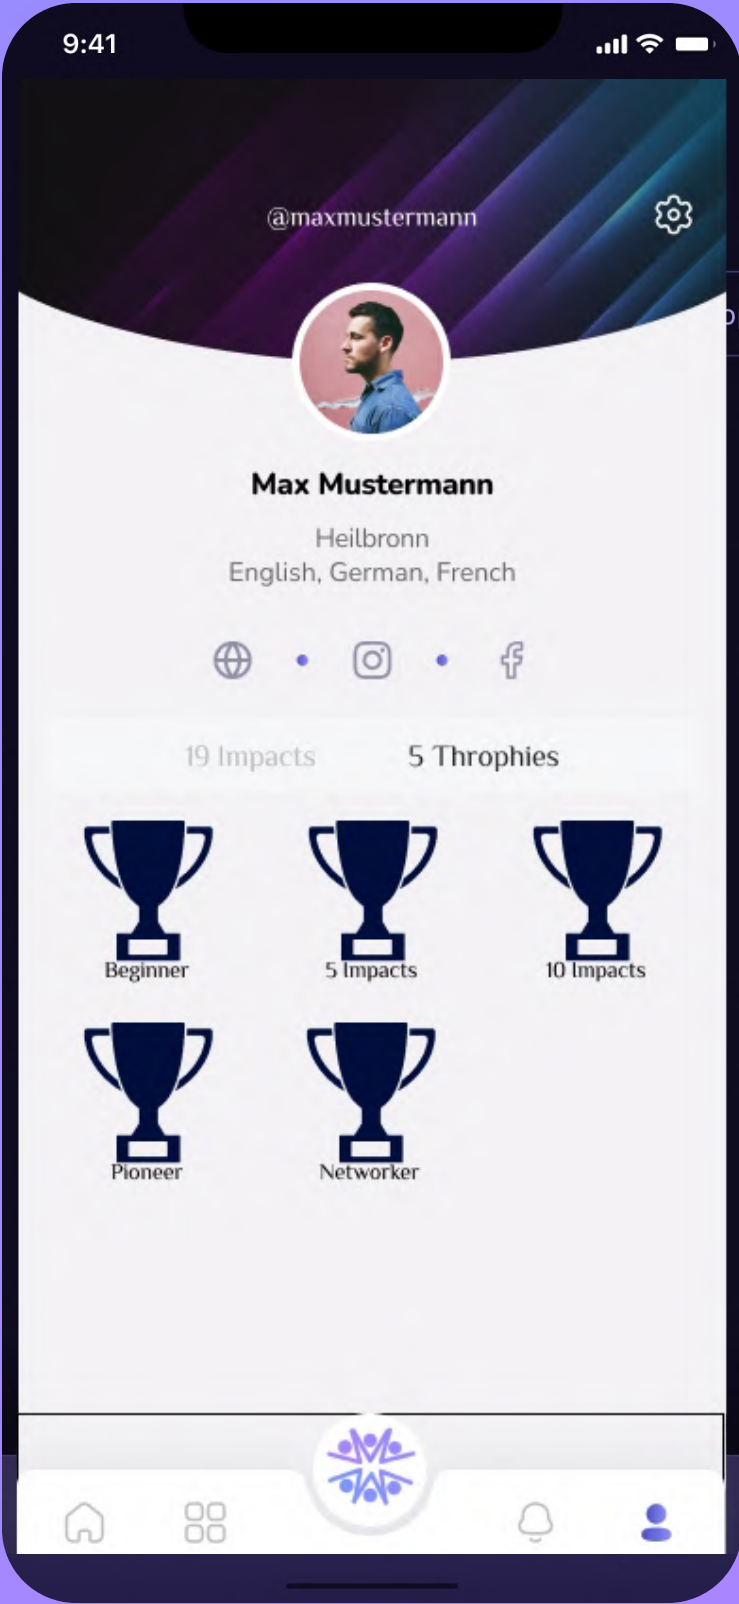 9:41
@maxmustermann
Max Mustermann
Heilbronn
English, German, French
19 Impacts 5 Throphies
Beginner 5 Impacts 10 Impacts
Pioneer Networker